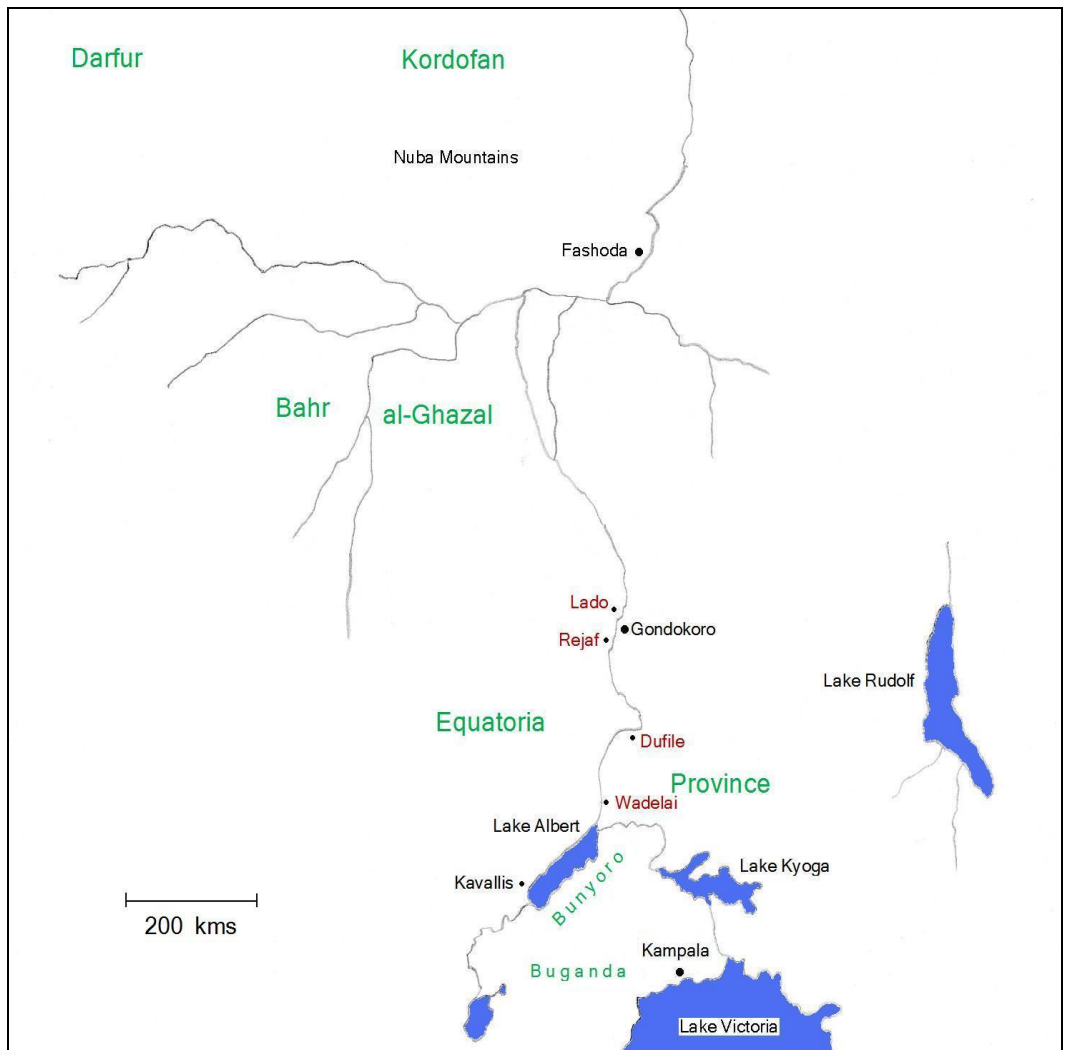 Darfur
Kordofan
Nuba Mountains
Fashoda
Bahr
al-Ghazal
Lado
Gondokoro
Rejaf
Lake Rudolf
Equatoria
Dufile
Province
Wadelai
Lake Albert
Lake Kyoga
Kavallis
Bunyoro
200 kms
Kampala
Buganda
Lake Victoria